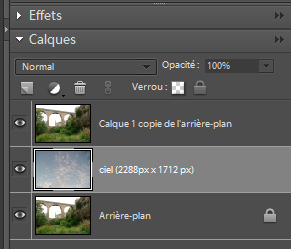 Effets
Calques
Normal Opacité : 100%
Verrou :
Calque 1 copie de l'arrière-plan
ciel (2288px x 1712 px)
Arrière-plan